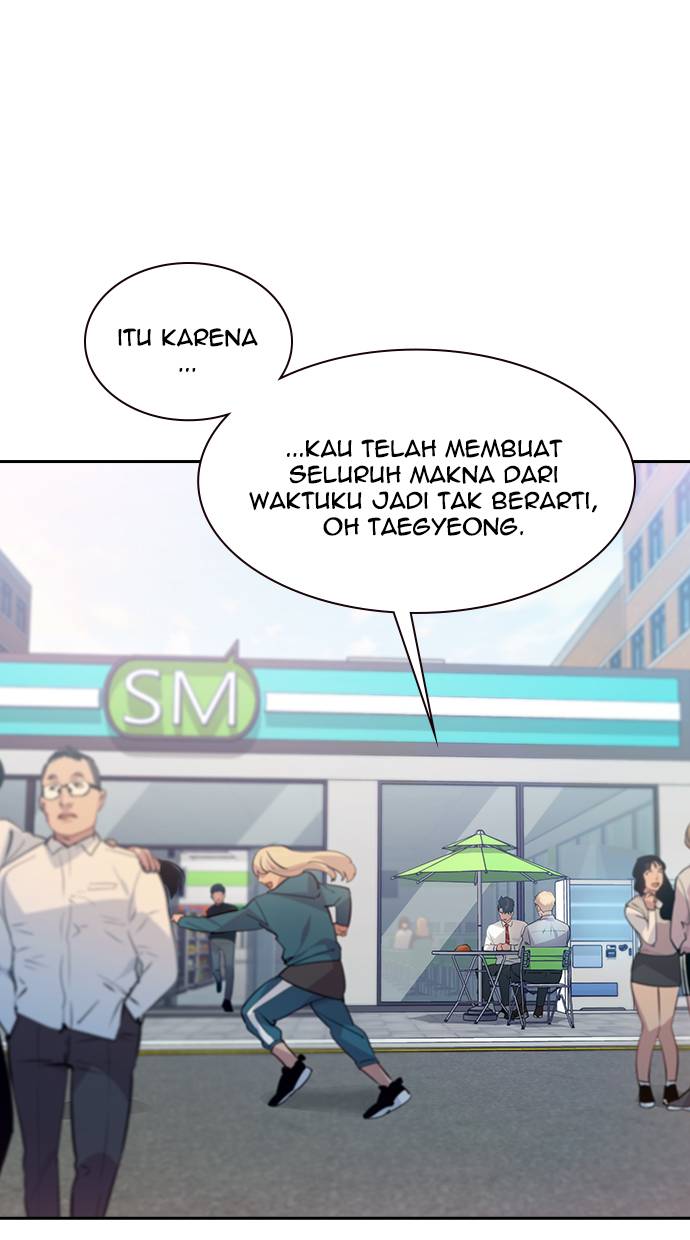 ITU KARENA
...
...KAU TELAH MEMBUAT
SELURUH MAKNA DARI
WAKTUKU JADI TAK BERARTI,
OH TAEGYEONG.
SM